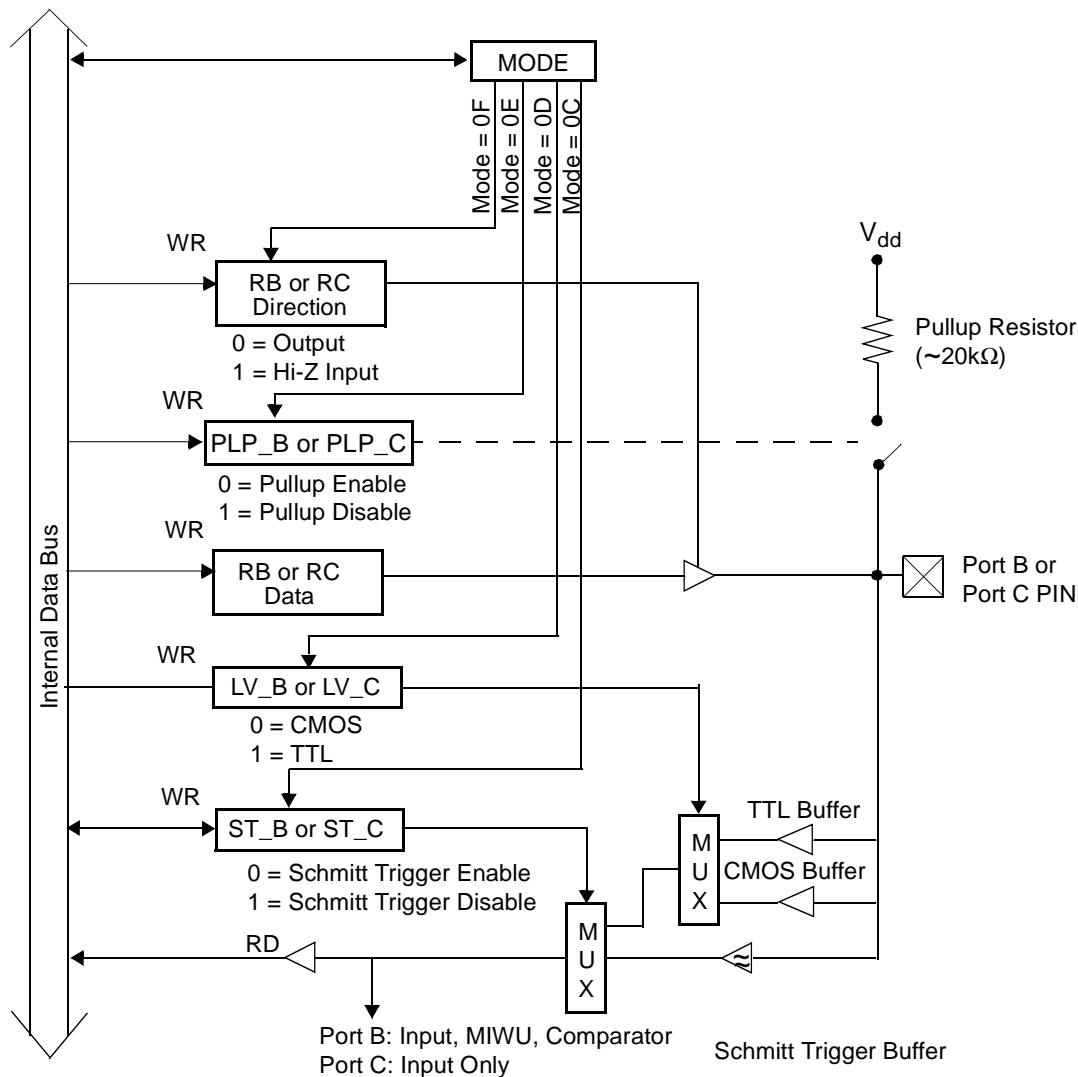 MODE
Mode = 0F
Mode = 0E
Mode = 0D
Mode = 0C
WR
Vdd
RB or RC
Direction
Pullup Resistor
(~20kΩ)
0 = Output
1 = Hi-Z Input
WR
PLP_B or PLP_C
0 = Pullup Enable
1 = Pullup Disable
WR
Internal Data Bus
RB or RC
Data
Port B or
Port C PIN
WR
LV_B or LV_C
0 = CMOS
1 = TTL
WR
ST_B or ST_C
TTL Buffer
MUX
CMOS Buffer
0 = Schmitt Trigger Enable
1 = Schmitt Trigger Disable
RD
MUX
Port B: Input, MIWU, Comparator
Port C: Input Only
Schmitt Trigger Buffer